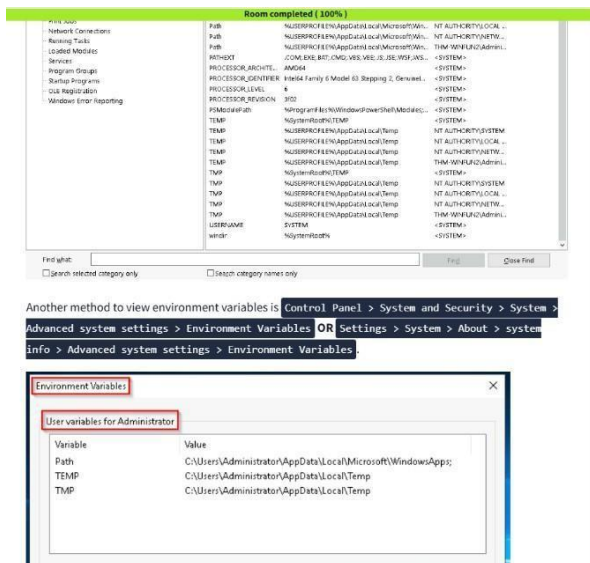 Room completed ( 100% )
Print Jobs
Network Connections
Running Tasks
Loaded Modules
Services
Program Groups
Startup Programs
OLE Registration
Windows Error Reporting
Path %USERPROFILE%\AppData\Local\Microsoft\Win... NT AUTHORITY\LOCAL ...
Path %USERPROFILE%\AppData\Local\Microsoft\Win... NT AUTHORITY\NETW...
Path %USERPROFILE%\AppData\Local\Microsoft\Win... THM-WINFUN2\Admini...
PATHEXT .COM;.EXE;.BAT;.CMD;.VBS;.VBE;.JS;.JSE;.WSF;.WS... <SYSTEM>
PROCESSOR_ARCHITE... AMD64 <SYSTEM>
PROCESSOR_IDENTIFIER Intel64 Family 6 Model 63 Stepping 2, GenuineI... <SYSTEM>
PROCESSOR_LEVEL 6 <SYSTEM>
PROCESSOR_REVISION 3f02 <SYSTEM>
PSModulePath %ProgramFiles%\WindowsPowerShell\Modules;... <SYSTEM>
TEMP %SystemRoot%\TEMP <SYSTEM>
TEMP %USERPROFILE%\AppData\Local\Temp NT AUTHORITY\SYSTEM
TEMP %USERPROFILE%\AppData\Local\Temp NT AUTHORITY\LOCAL ...
TEMP %USERPROFILE%\AppData\Local\Temp NT AUTHORITY\NETW...
TEMP %USERPROFILE%\AppData\Local\Temp THM-WINFUN2\Admini...
TMP %SystemRoot%\TEMP <SYSTEM>
TMP %USERPROFILE%\AppData\Local\Temp NT AUTHORITY\SYSTEM
TMP %USERPROFILE%\AppData\Local\Temp NT AUTHORITY\LOCAL ...
TMP %USERPROFILE%\AppData\Local\Temp NT AUTHORITY\NETW...
TMP %USERPROFILE%\AppData\Local\Temp THM-WINFUN2\Admini...
USERNAME SYSTEM <SYSTEM>
windir %SystemRoot% <SYSTEM>
Find what: Find Close Find
Search selected category only Search category names only
Another method to view environment variables is Control Panel > System and Security > System >
Advanced system settings > Environment Variables OR Settings > System > About > system
info > Advanced system settings > Environment Variables.
Environment Variables
User variables for Administrator
Variable Value
Path C:\Users\Administrator\AppData\Local\Microsoft\WindowsApps;
TEMP C:\Users\Administrator\AppData\Local\Temp
TMP C:\Users\Administrator\AppData\Local\Temp